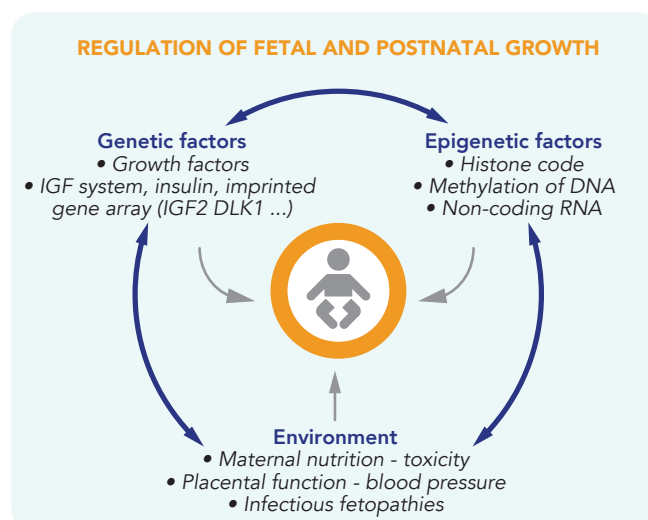 REGULATION OF FETAL AND POSTNATAL GROWTH
Genetic factors
• Growth factors
• IGF system, insulin, imprinted
gene array (IGF2 DLK1 ...)
Epigenetic factors
• Histone code
• Methylation of DNA
• Non-coding RNA
Environment
• Maternal nutrition - toxicity
• Placental function - blood pressure
• Infectious fetopathies